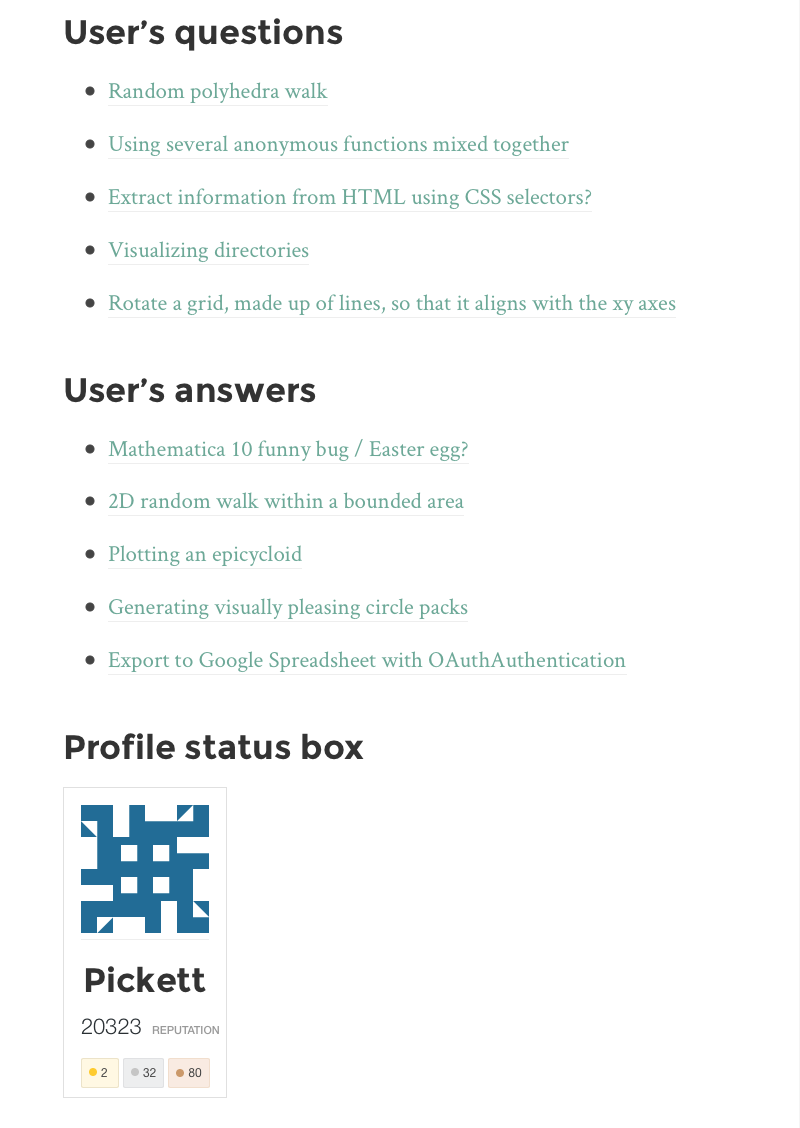 User’s questions
Random polyhedra walk
Using several anonymous functions mixed together
Extract information from HTML using CSS selectors?
Visualizing directories
Rotate a grid, made up of lines, so that it aligns with the xy axes
User’s answers
Mathematica 10 funny bug / Easter egg?
2D random walk within a bounded area
Plotting an epicycloid
Generating visually pleasing circle packs
Export to Google Spreadsheet with OAuthAuthentication
Profile status box
Pickett
20323 REPUTATION
2 32 80